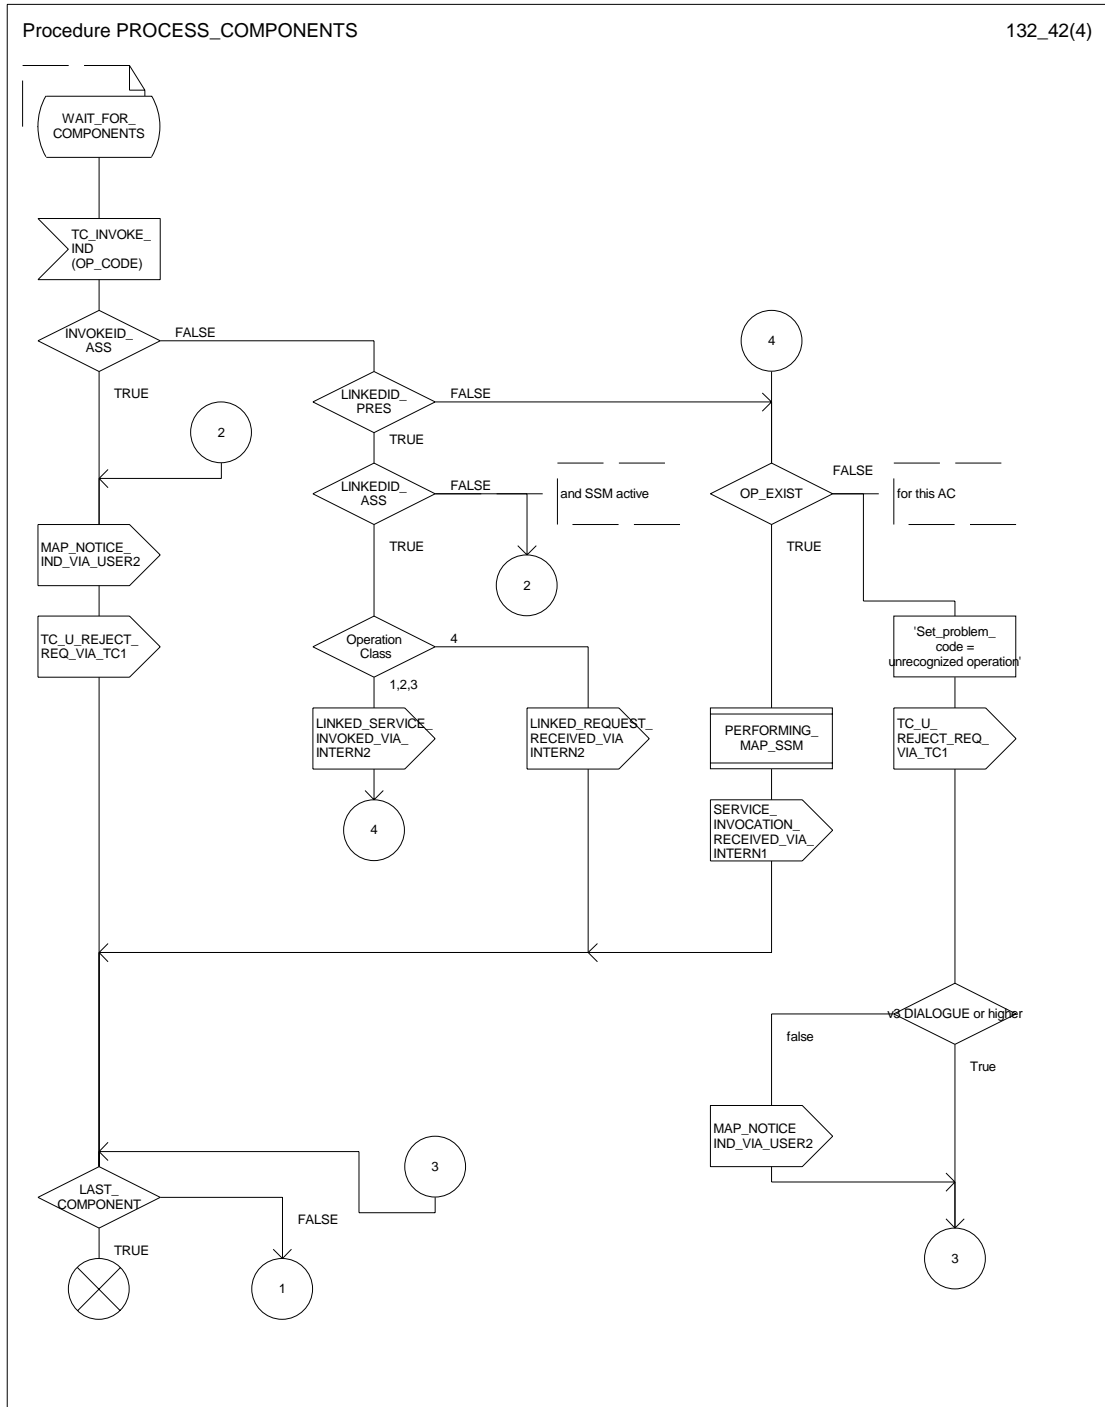 Procedure PROCESS_COMPONENTS
132_42(4)
WAIT_FOR_
COMPONENTS
TC_INVOKE_
IND
(OP_CODE)
INVOKEID_
ASS
FALSE
TRUE
4
LINKEDID_
PRES
FALSE
TRUE
2
LINKEDID_
ASS
FALSE
and SSM active
TRUE
OP_EXIST
FALSE
for this AC
TRUE
MAP_NOTICE_
IND_VIA_USER2
2
TC_U_REJECT_
REQ_VIA_TC1
Operation
Class
4
1,2,3
'Set_problem_
code =
unrecognized operation'
LINKED_SERVICE_
INVOKED_VIA_
INTERN2
LINKED_REQUEST_
RECEIVED_VIA
INTERN2
PERFORMING_
MAP_SSM
TC_U_
REJECT_REQ_
VIA_TC1
4
SERVICE_
INVOCATION_
RECEIVED_VIA_
INTERN1
v3 DIALOGUE or higher
false
True
MAP_NOTICE
IND_VIA_USER2
3
LAST_
COMPONENT
FALSE
TRUE
1
3